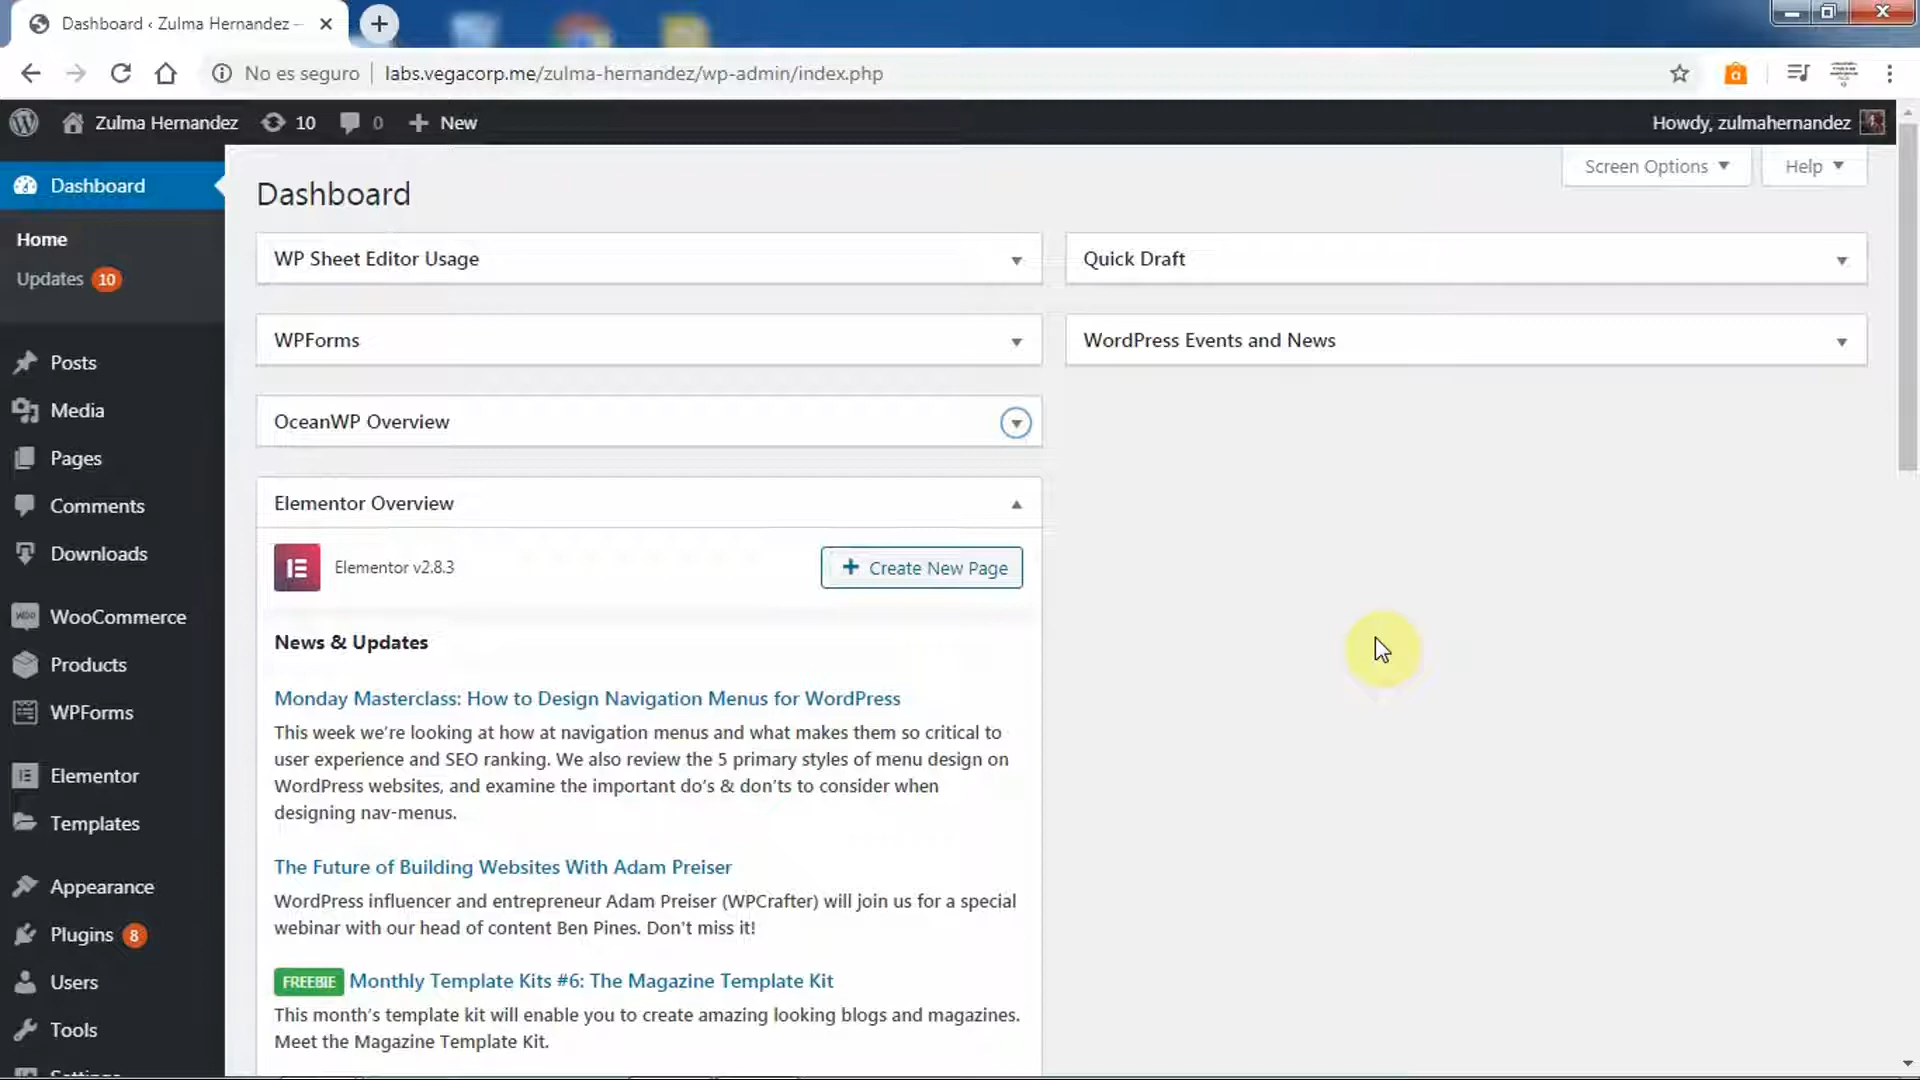 Dashboard ‹ Zulma Hernandez —
No es seguro
labs.vegacorp.me/zulma-hernandez/wp-admin/index.php
Zulma Hernandez
10
0
New
Howdy, zulmahernandez
Dashboard
Home
Updates 10
Posts
Media
Pages
Comments
Downloads
WooCommerce
Products
WPForms
Elementor
Templates
Appearance
Plugins 8
Users
Tools
Settings
Screen Options
Help
Dashboard
WP Sheet Editor Usage
Quick Draft
WPForms
WordPress Events and News
OceanWP Overview
Elementor Overview
Elementor v2.8.3
Create New Page
News & Updates
Monday Masterclass: How to Design Navigation Menus for WordPress
This week we're looking at how at navigation menus and what makes them so critical to
user experience and SEO ranking. We also review the 5 primary styles of menu design on
WordPress websites, and examine the important do's & don'ts to consider when
designing nav-menus.
The Future of Building Websites With Adam Preiser
WordPress influencer and entrepreneur Adam Preiser (WPCrafter) will join us for a special
webinar with our head of content Ben Pines. Don't miss it!
FREEBIE Monthly Template Kits #6: The Magazine Template Kit
This month's template kit will enable you to create amazing looking blogs and magazines.
Meet the Magazine Template Kit.